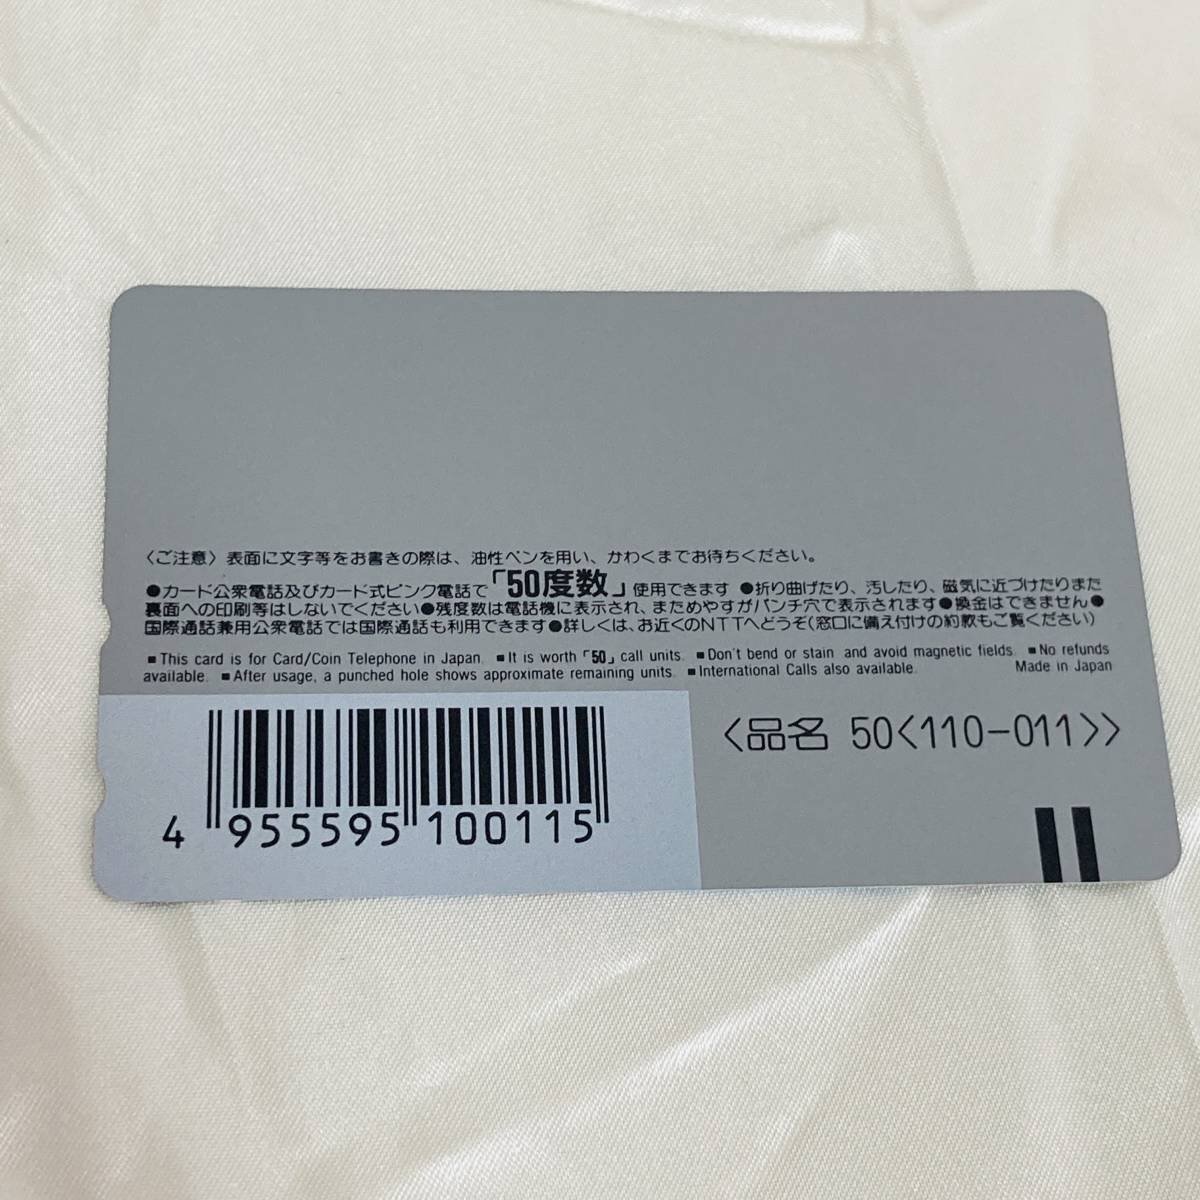 〈ご注意〉表面に文字等をお書きの際は、油性ペンを用い、かわくまでお待ちください。
●カード公衆電話及びカード式ピンク電話で「50度数」使用できます ●折り曲げたり、汚したり、磁気に近づけたりまた
裏面への印刷等はしないでください●残度数は電話機に表示され、まためやすがパンチ穴で表示されます●換金はできません●
国際通話兼用公衆電話では国際通話も利用できます●詳しくは、お近くのNTTへどうぞ(窓口に備え付けの約款もご覧ください)
■This card is for Card/Coin Telephone in Japan. ■It is worth「50」call units. ■Don't bend or stain and avoid magnetic fields. ■No refunds
available. ■After usage, a punched hole shows approximate remaining units. ■International Calls also available. Made in Japan
〈品名 50〈110-011〉〉
4 955595 100115